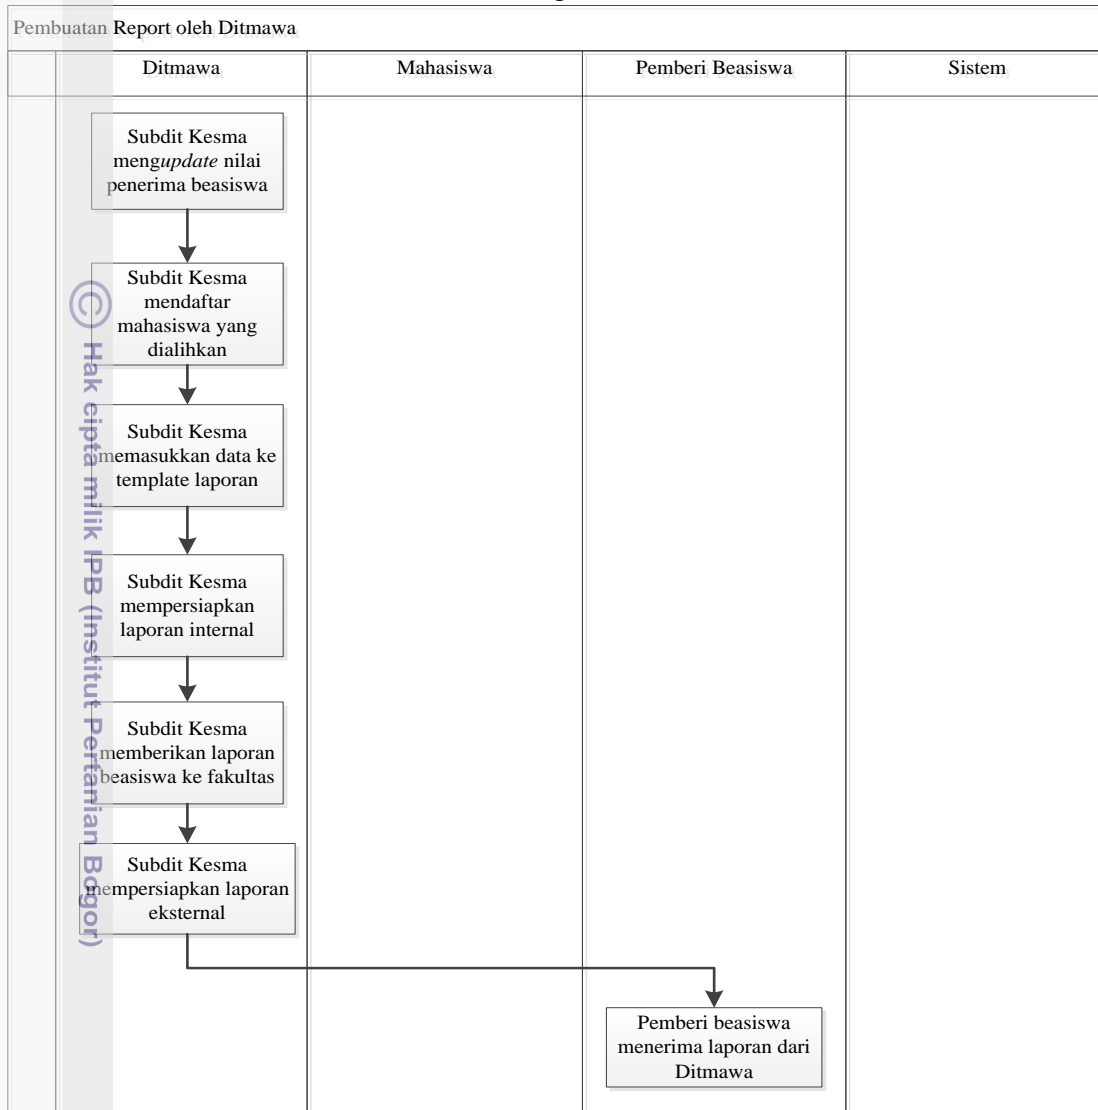 Pembuatan Report oleh Ditmawa
Ditmawa
Mahasiswa
Pemberi Beasiswa
Sistem
Subdit Kesma
mengupdate nilai
penerima beasiswa
Subdit Kesma
mendaftar
mahasiswa yang
dialihkan
Subdit Kesma
memasukkan data ke
template laporan
Subdit Kesma
mempersiapkan
laporan internal
Subdit Kesma
memberikan laporan
beasiswa ke fakultas
Subdit Kesma
mempersiapkan laporan
eksternal
Pemberi beasiswa
menerima laporan dari
Ditmawa
© Hak cipta milik IPB (Institut Pertanian Bogor)